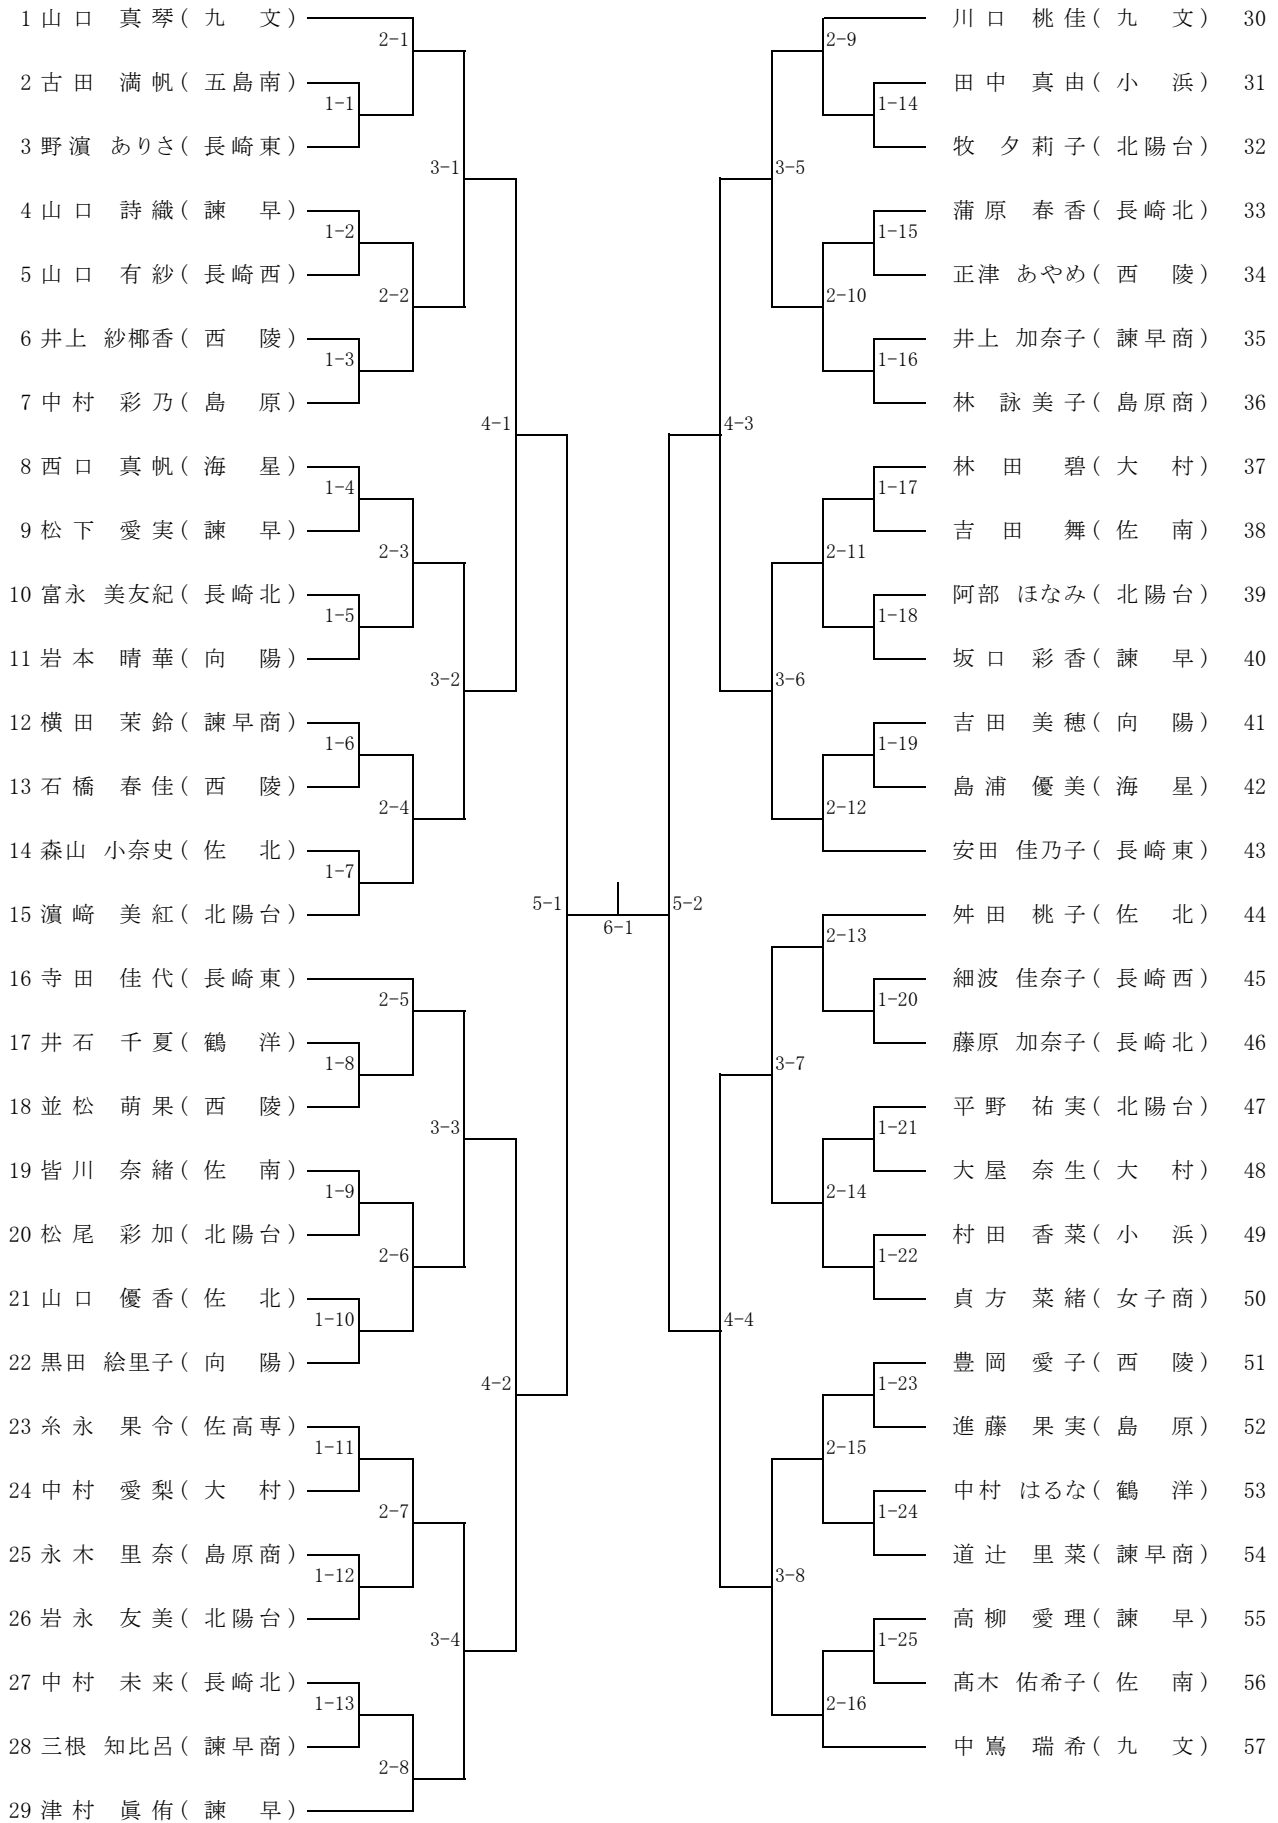 1 山口 真琴(九 文)
2-1
2 古田 満帆(五島南)
1-1
3 野濵 ありさ(長崎東)
3-1
4 山口 詩織(諫 早)
1-2
5 山口 有紗(長崎西)
2-2
6 井上 紗椰香(西 陵)
1-3
7 中村 彩乃(島 原)
4-1
8 西口 真帆(海 星)
1-4
9 松下 愛実(諫 早)
2-3
10 富永 美友紀(長崎北)
1-5
11 岩本 晴華(向 陽)
3-2
12 横田 茉鈴(諫早商)
1-6
13 石橋 春佳(西 陵)
2-4
14 森山 小奈史(佐 北)
1-7
15 濵﨑 美紅(北陽台)
5-1
16 寺田 佳代(長崎東)
2-5
17 井石 千夏(鶴 洋)
1-8
18 並松 萌果(西 陵)
3-3
19 皆川 奈緒(佐 南)
1-9
20 松尾 彩加(北陽台)
2-6
21 山口 優香(佐 北)
1-10
22 黒田 絵里子(向 陽)
4-2
23 糸永 果令(佐高専)
1-11
24 中村 愛梨(大 村)
2-7
25 永木 里奈(島原商)
1-12
26 岩永 友美(北陽台)
3-4
27 中村 未来(長崎北)
1-13
28 三根 知比呂(諫早商)
2-8
29 津村 眞侑(諫 早)
6-1
川口 桃佳(九 文) 30
2-9
田中 真由(小 浜) 31
1-14
牧 夕莉子(北陽台) 32
3-5
蒲原 春香(長崎北) 33
1-15
正津 あやめ(西 陵) 34
2-10
井上 加奈子(諫早商) 35
1-16
林 詠美子(島原商) 36
4-3
林田 碧(大 村) 37
1-17
吉田 舞(佐 南) 38
2-11
阿部 ほなみ(北陽台) 39
1-18
坂口 彩香(諫 早) 40
3-6
吉田 美穂(向 陽) 41
1-19
島浦 優美(海 星) 42
2-12
安田 佳乃子(長崎東) 43
5-2
舛田 桃子(佐 北) 44
2-13
細波 佳奈子(長崎西) 45
1-20
藤原 加奈子(長崎北) 46
3-7
平野 祐実(北陽台) 47
1-21
大屋 奈生(大 村) 48
2-14
村田 香菜(小 浜) 49
1-22
貞方 菜緒(女子商) 50
4-4
豊岡 愛子(西 陵) 51
1-23
進藤 果実(島 原) 52
2-15
中村 はるな(鶴 洋) 53
1-24
道辻 里菜(諫早商) 54
3-8
高柳 愛理(諫 早) 55
1-25
髙木 佑希子(佐 南) 56
2-16
中嶌 瑞希(九 文) 57